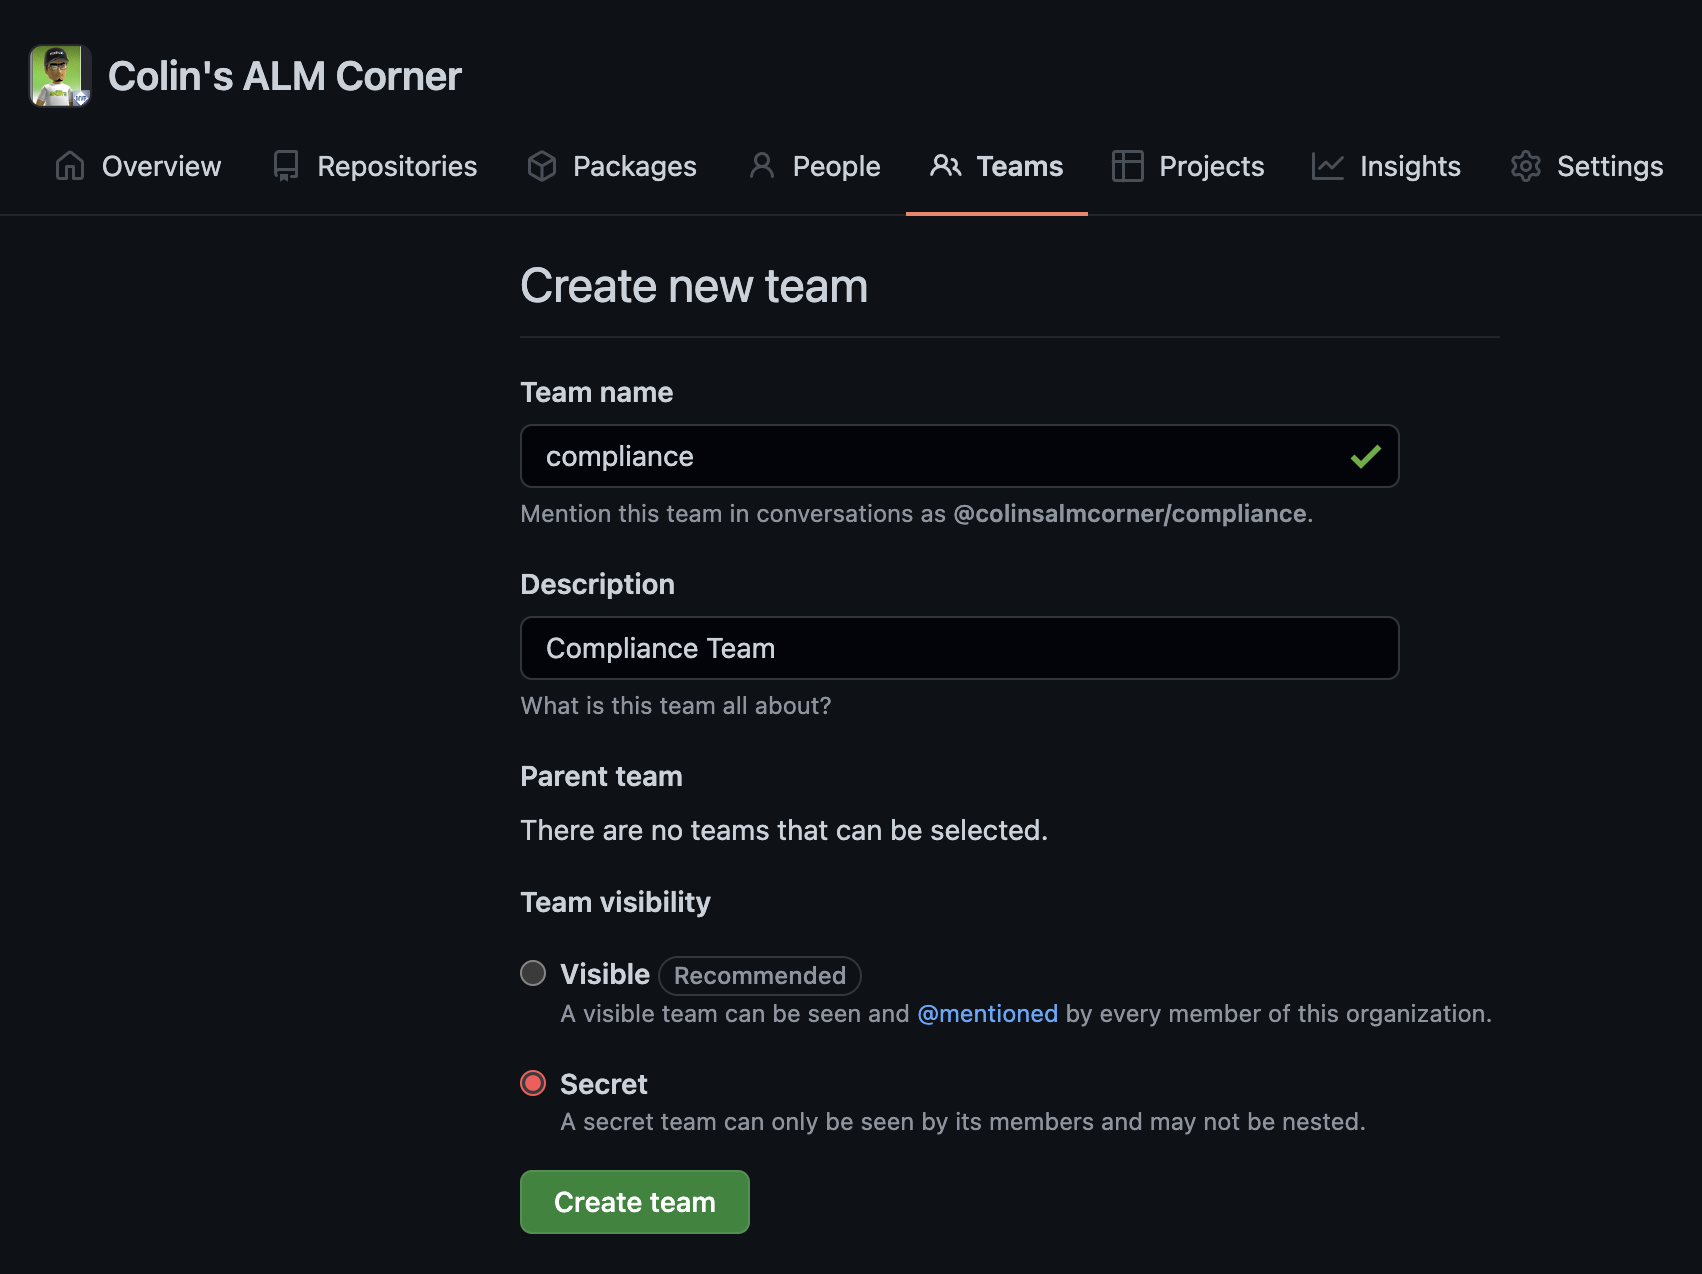 Colin's ALM Corner
Overview Repositories Packages People Teams Projects Insights Settings
Create new team
Team name
compliance
Mention this team in conversations as @colinsalmcorner/compliance.
Description
Compliance Team
What is this team all about?
Parent team
There are no teams that can be selected.
Team visibility
Visible Recommended
A visible team can be seen and @mentioned by every member of this organization.
Secret
A secret team can only be seen by its members and may not be nested.
Create team